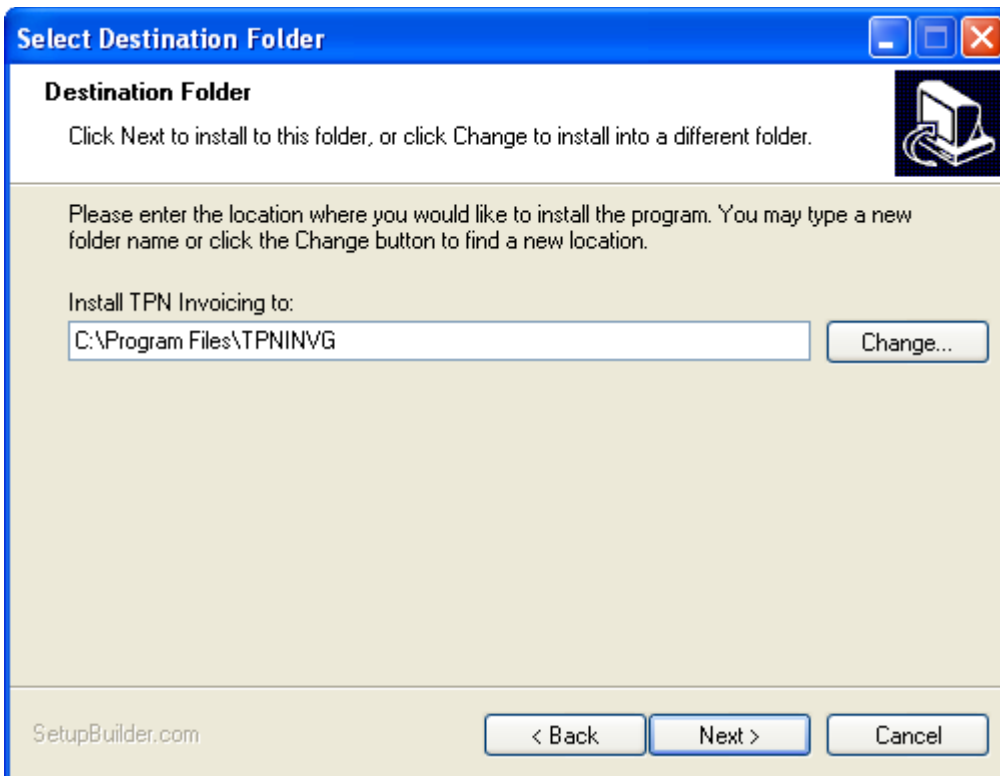 Select Destination Folder
Destination Folder
Click Next to install to this folder, or click Change to install into a different folder.
Please enter the location where you would like to install the program. You may type a new
folder name or click the Change button to find a new location.
Install TPN Invoicing to:
C:\Program Files\TPNINVG
Change...
SetupBuilder.com
< Back
Next >
Cancel